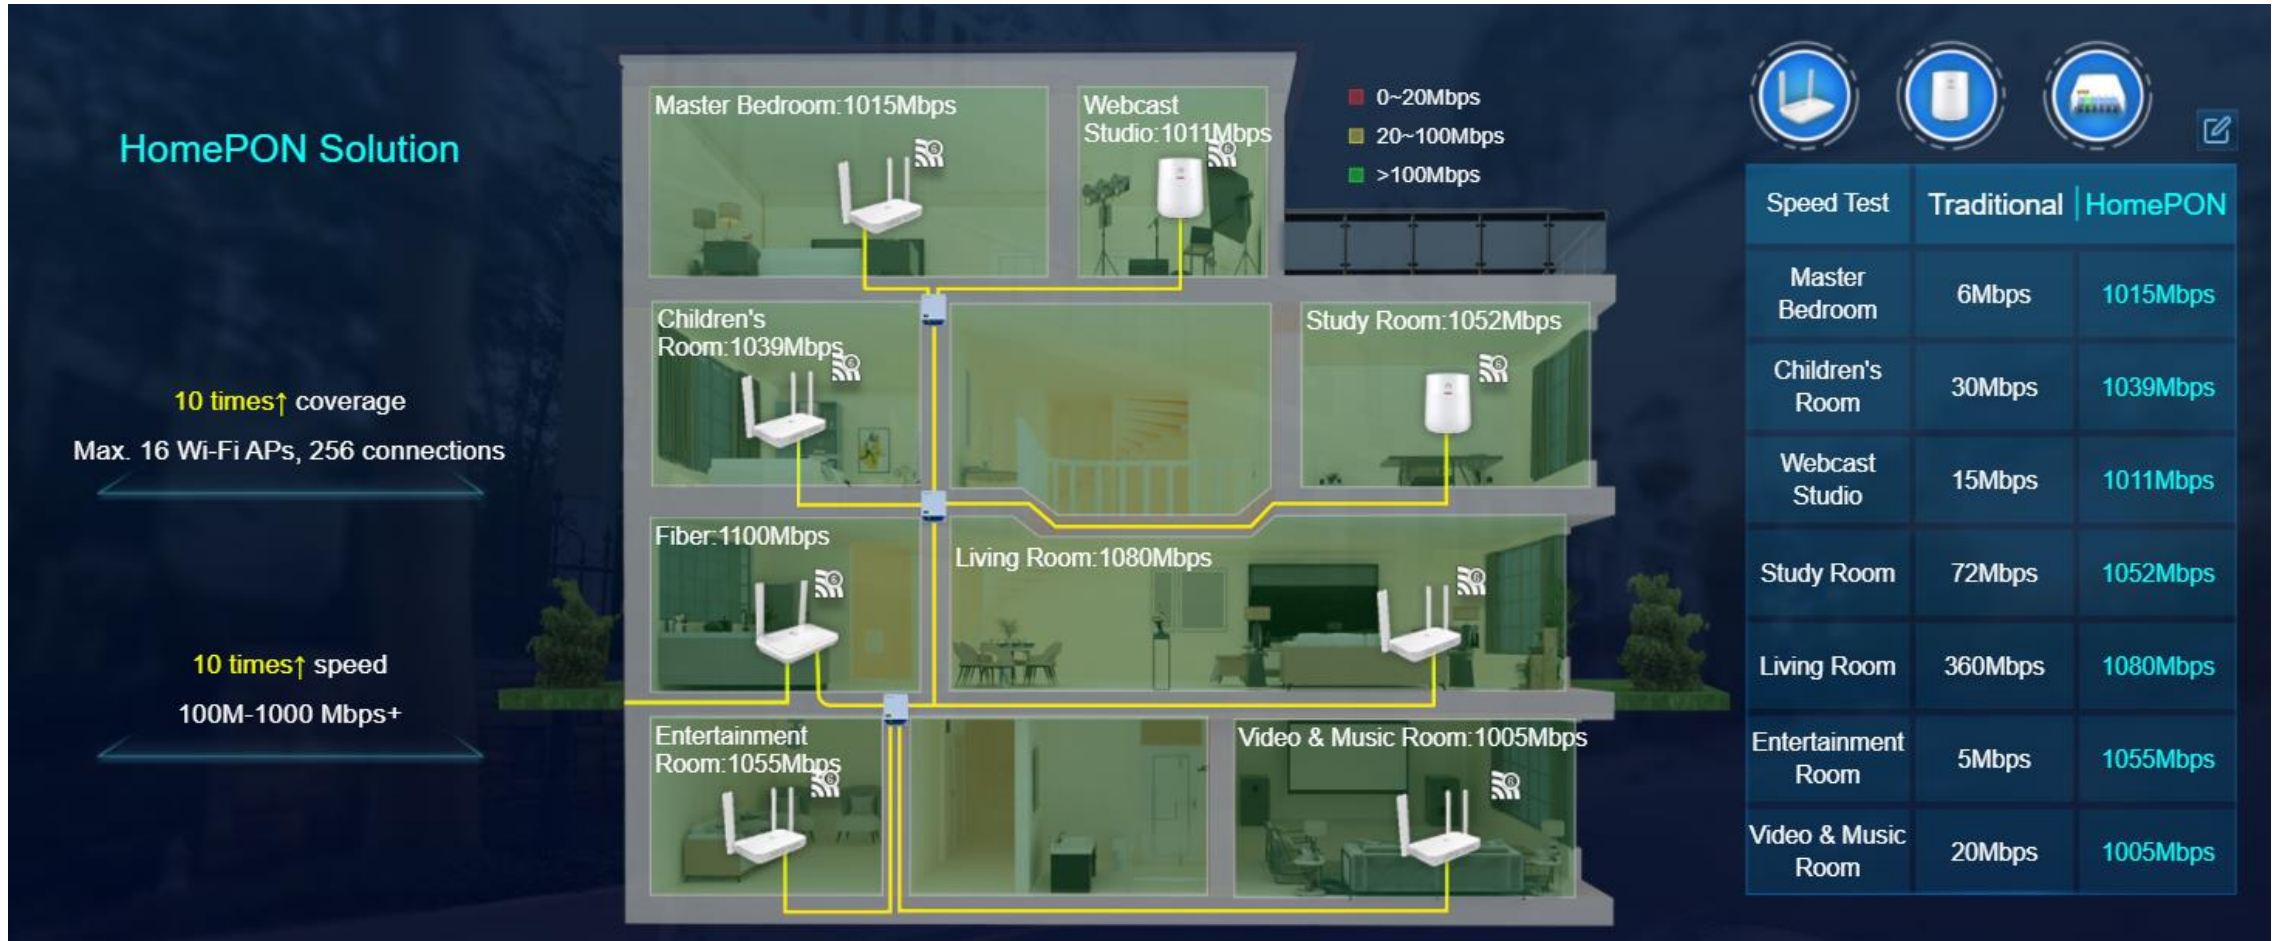 HomePON Solution
10 times↑ coverage
Max. 16 Wi-Fi APs, 256 connections
10 times↑ speed
100M-1000 Mbps+
Master Bedroom:1015Mbps
Webcast
Studio:1011Mbps
Children's
Room:1039Mbps
Study Room:1052Mbps
Fiber:1100Mbps
Living Room:1080Mbps
Entertainment
Room:1055Mbps
Video & Music Room:1005Mbps
0~20Mbps
20~100Mbps
>100Mbps
Speed Test Traditional HomePON
Master
Bedroom 6Mbps 1015Mbps
Children's
Room 30Mbps 1039Mbps
Webcast
Studio 15Mbps 1011Mbps
Study Room 72Mbps 1052Mbps
Living Room 360Mbps 1080Mbps
Entertainment
Room 5Mbps 1055Mbps
Video & Music
Room 20Mbps 1005Mbps